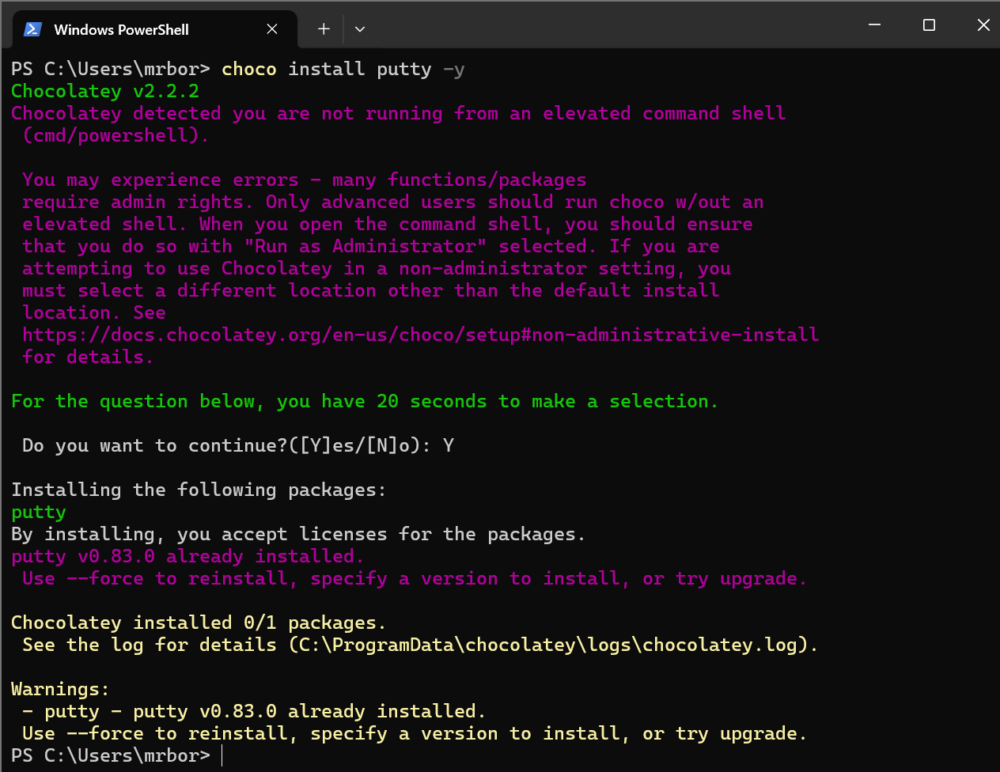 Windows PowerShell
PS C:\Users\mrbor> choco install putty -y
Chocolatey v2.2.2
Chocolatey detected you are not running from an elevated command shell
(cmd/powershell).
You may experience errors - many functions/packages
require admin rights. Only advanced users should run choco w/out an
elevated shell. When you open the command shell, you should ensure
that you do so with "Run as Administrator" selected. If you are
attempting to use Chocolatey in a non-administrator setting, you
must select a different location other than the default install
location. See
https://docs.chocolatey.org/en-us/choco/setup#non-administrative-install
for details.
For the question below, you have 20 seconds to make a selection.
Do you want to continue?([Y]es/[N]o): Y
Installing the following packages:
putty
By installing, you accept licenses for the packages.
putty v0.83.0 already installed.
Use --force to reinstall, specify a version to install, or try upgrade.
Chocolatey installed 0/1 packages.
See the log for details (C:\ProgramData\chocolatey\logs\chocolatey.log).
Warnings:
- putty - putty v0.83.0 already installed.
Use --force to reinstall, specify a version to install, or try upgrade.
PS C:\Users\mrbor>